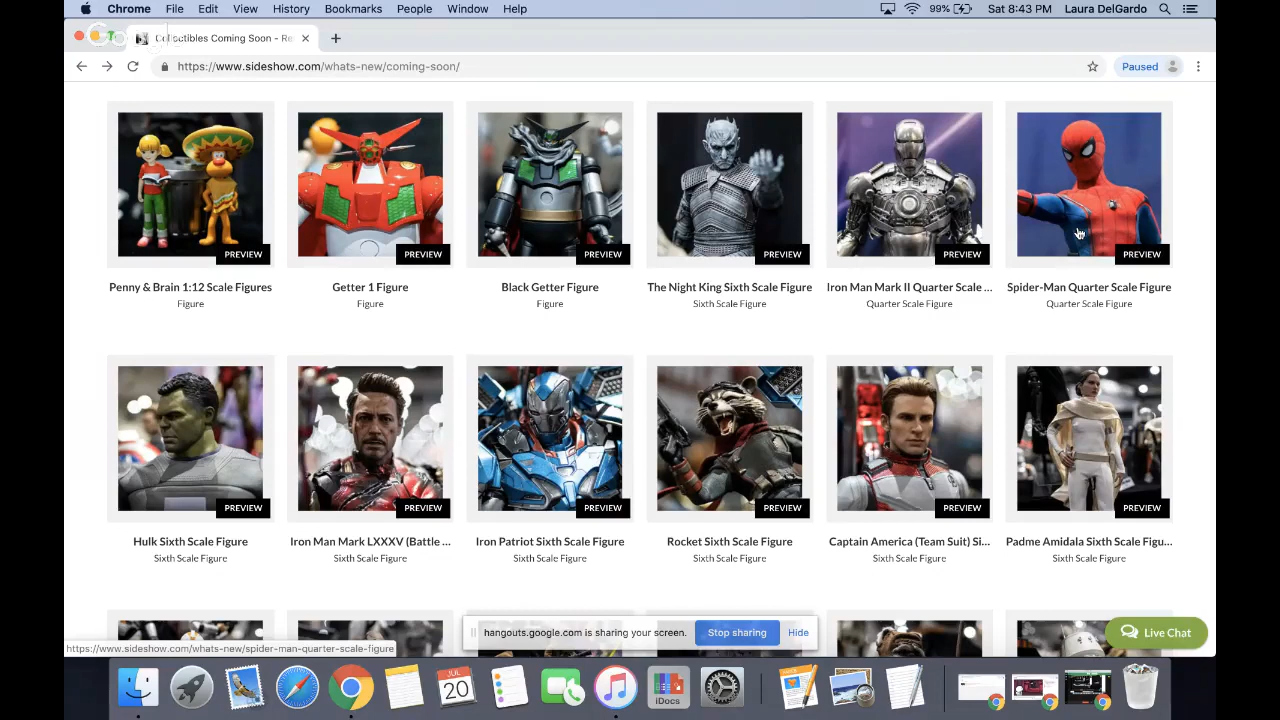 Chrome File Edit View History Bookmarks People Window Help 99% Sat 8:43 PM Laura DelGardo
Google
Collectibles Coming Soon - Re
https://www.sideshow.com/whats-new/coming-soon/ Paused
PREVIEW PREVIEW PREVIEW PREVIEW PREVIEW PREVIEW
Penny & Brain 1:12 Scale Figures Getter 1 Figure Black Getter Figure The Night King Sixth Scale Figure Iron Man Mark II Quarter Scale ... Spider-Man Quarter Scale Figure
Figure Figure Figure Sixth Scale Figure Quarter Scale Figure Quarter Scale Figure
PREVIEW PREVIEW PREVIEW PREVIEW PREVIEW PREVIEW
Hulk Sixth Scale Figure Iron Man Mark LXXXV (Battle ... Iron Patriot Sixth Scale Figure Rocket Sixth Scale Figure Captain America (Team Suit) Si... Padme Amidala Sixth Scale Figu...
Sixth Scale Figure Sixth Scale Figure Sixth Scale Figure Sixth Scale Figure Sixth Scale Figure Sixth Scale Figure
hangouts.google.com is sharing your screen. Stop sharing Hide
Live Chat
https://www.sideshow.com/whats-new/spider-man-quarter-scale-figure
JUL
20
iDocs